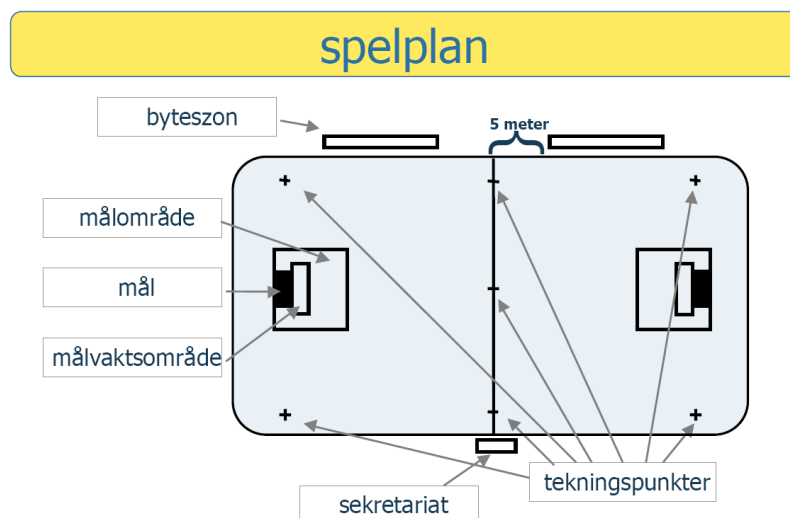 spelplan
byteszon
5 meter
målområde
mål
målvaktsområde
tekningspunkter
sekretariat